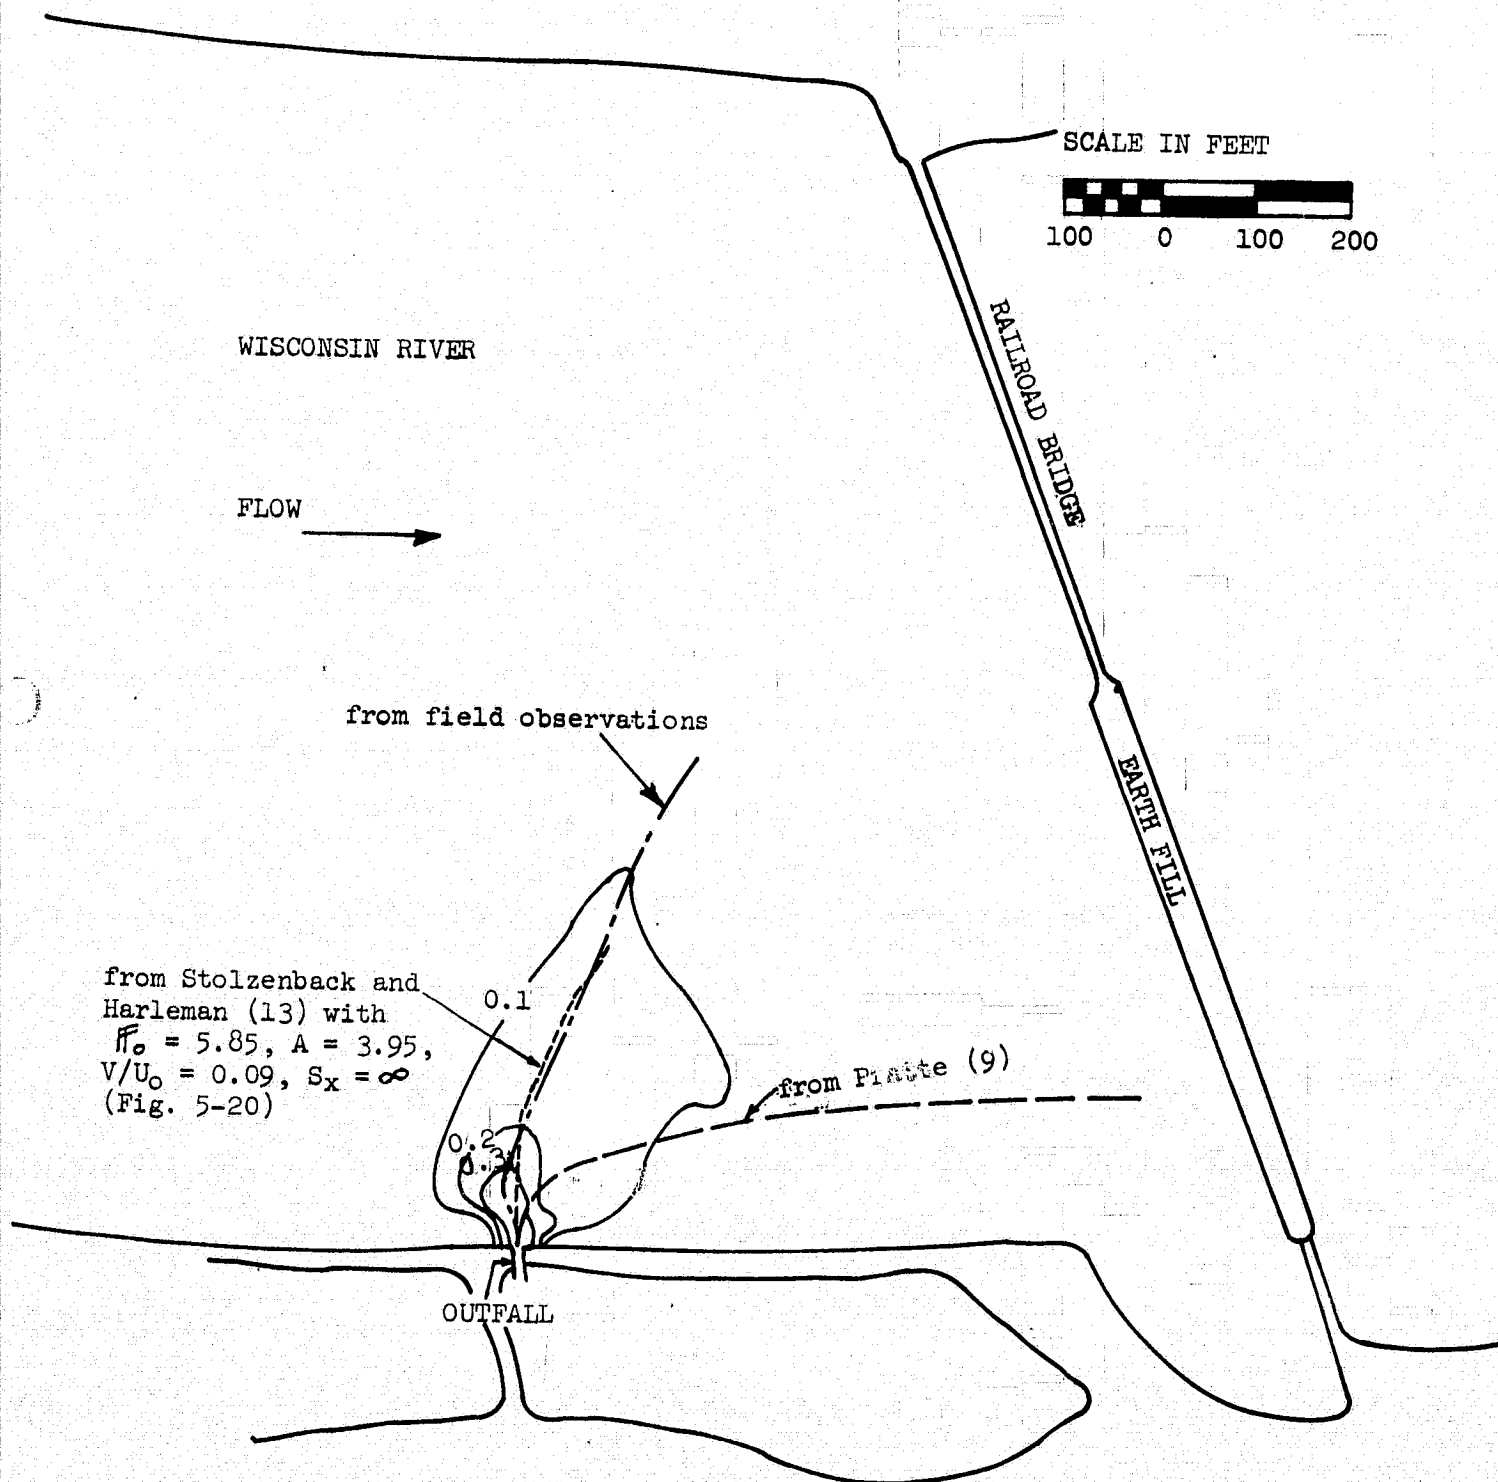 SCALE IN FEET
100 0 100 200
WISCONSIN RIVER
RAILROAD BRIDGE
FLOW
from field observations
EARTH FILL
from Stolzenback and
Harleman (13) with
𝔽₀ = 5.85, A = 3.95,
V/U₀ = 0.09, Sₓ = ∞
(Fig. 5-20)
0.1
from (9)
0.2
0.3
OUTFALL